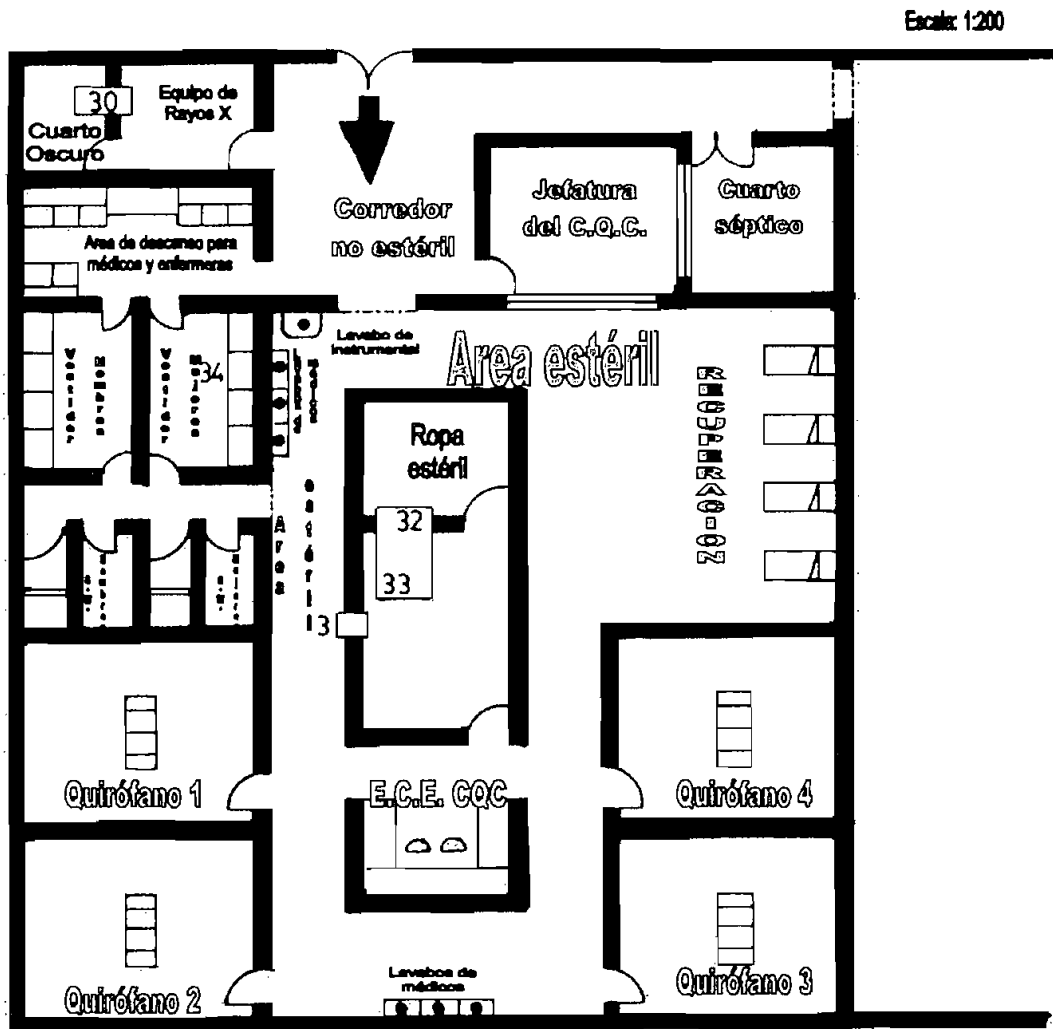 Escala: 1:200
30
Equipo de
Rayos X
Cuarto
Oscuro
Corredor
no estéril
Jefatura
del C.Q.C.
Cuarto
séptico
Area de descanso para
médicos y enfermeras
Lavabo de
instrumental
Area estéril
Vestidor
Hombres
Vestidor
Mujeres
34
Ropa
estéril
RECUPERACION
Area
estéril
32
33
3
Quirófano 1
E.C.E. CQC
Quirófano 4
Lavabos de
médicos
Quirófano 2
Quirófano 3